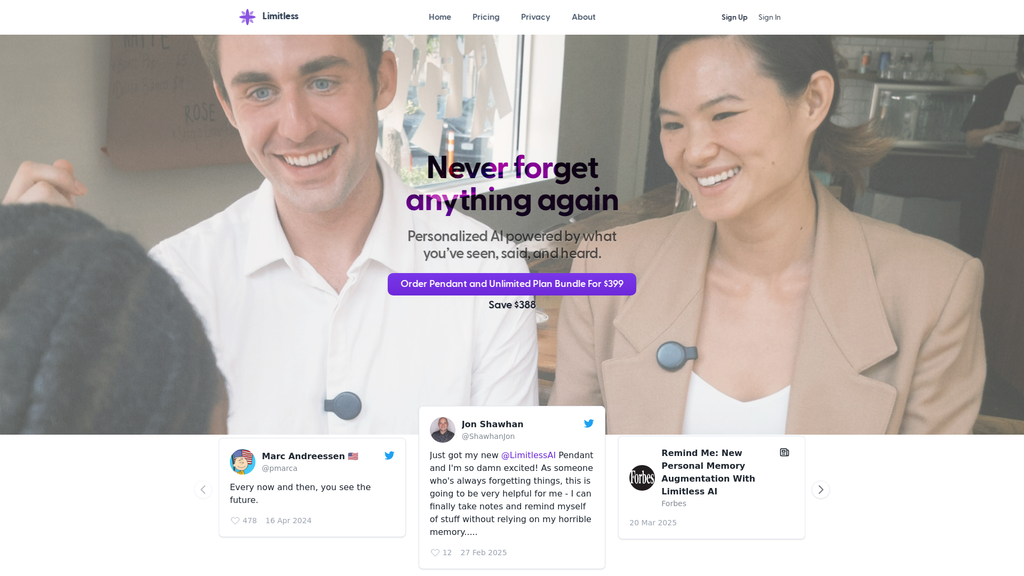 Limitless
Home
Pricing
Privacy
About
Sign Up
Sign In
ROSE
Never forget
anything again
Personalized AI powered by what
you've seen, said, and heard.
Order Pendant and Unlimited Plan Bundle For $399
Save $388
Marc Andreessen 🇺🇸
@pmarca
Every now and then, you see the
future.
478
16 Apr 2024
Jon Shawhan
@ShawhanJon
Just got my new @LimitlessAI Pendant
and I'm so damn excited! As someone
who's always forgetting things, this is
going to be very helpful for me - I can
finally take notes and remind myself
of stuff without relying on my horrible
memory.....
12
27 Feb 2025
Forbes
Remind Me: New
Personal Memory
Augmentation With
Limitless AI
Forbes
20 Mar 2025